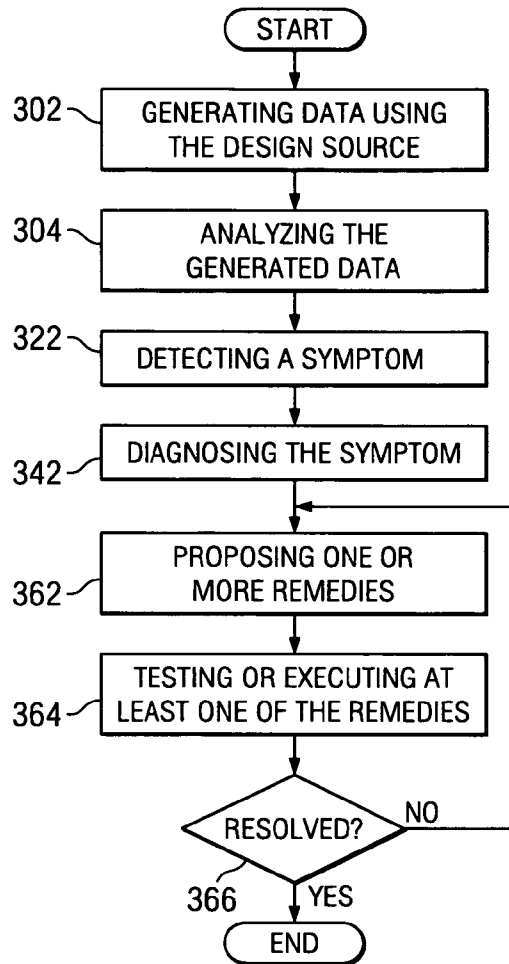 START
302
GENERATING DATA USING
THE DESIGN SOURCE
304
ANALYZING THE
GENERATED DATA
322
DETECTING A SYMPTOM
DIAGNOSING THE SYMPTOM
342
PROPOSING ONE OR
MORE REMEDIES
362
TESTING OR EXECUTING AT
LEAST ONE OF THE REMEDIES
364
RESOLVED?
NO
366
YES
END